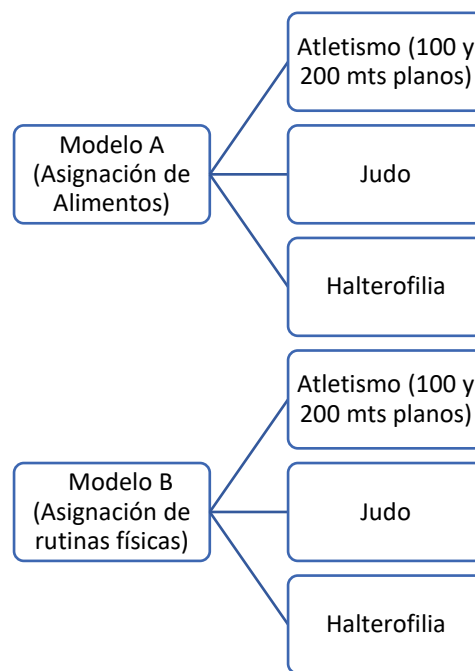 Atletismo (100 y
200 mts planos)
Modelo A
(Asignación de
Alimentos)
Judo
Halterofilia
Atletismo (100 y
200 mts planos)
Modelo B
(Asignación de
rutinas físicas)
Judo
Halterofilia